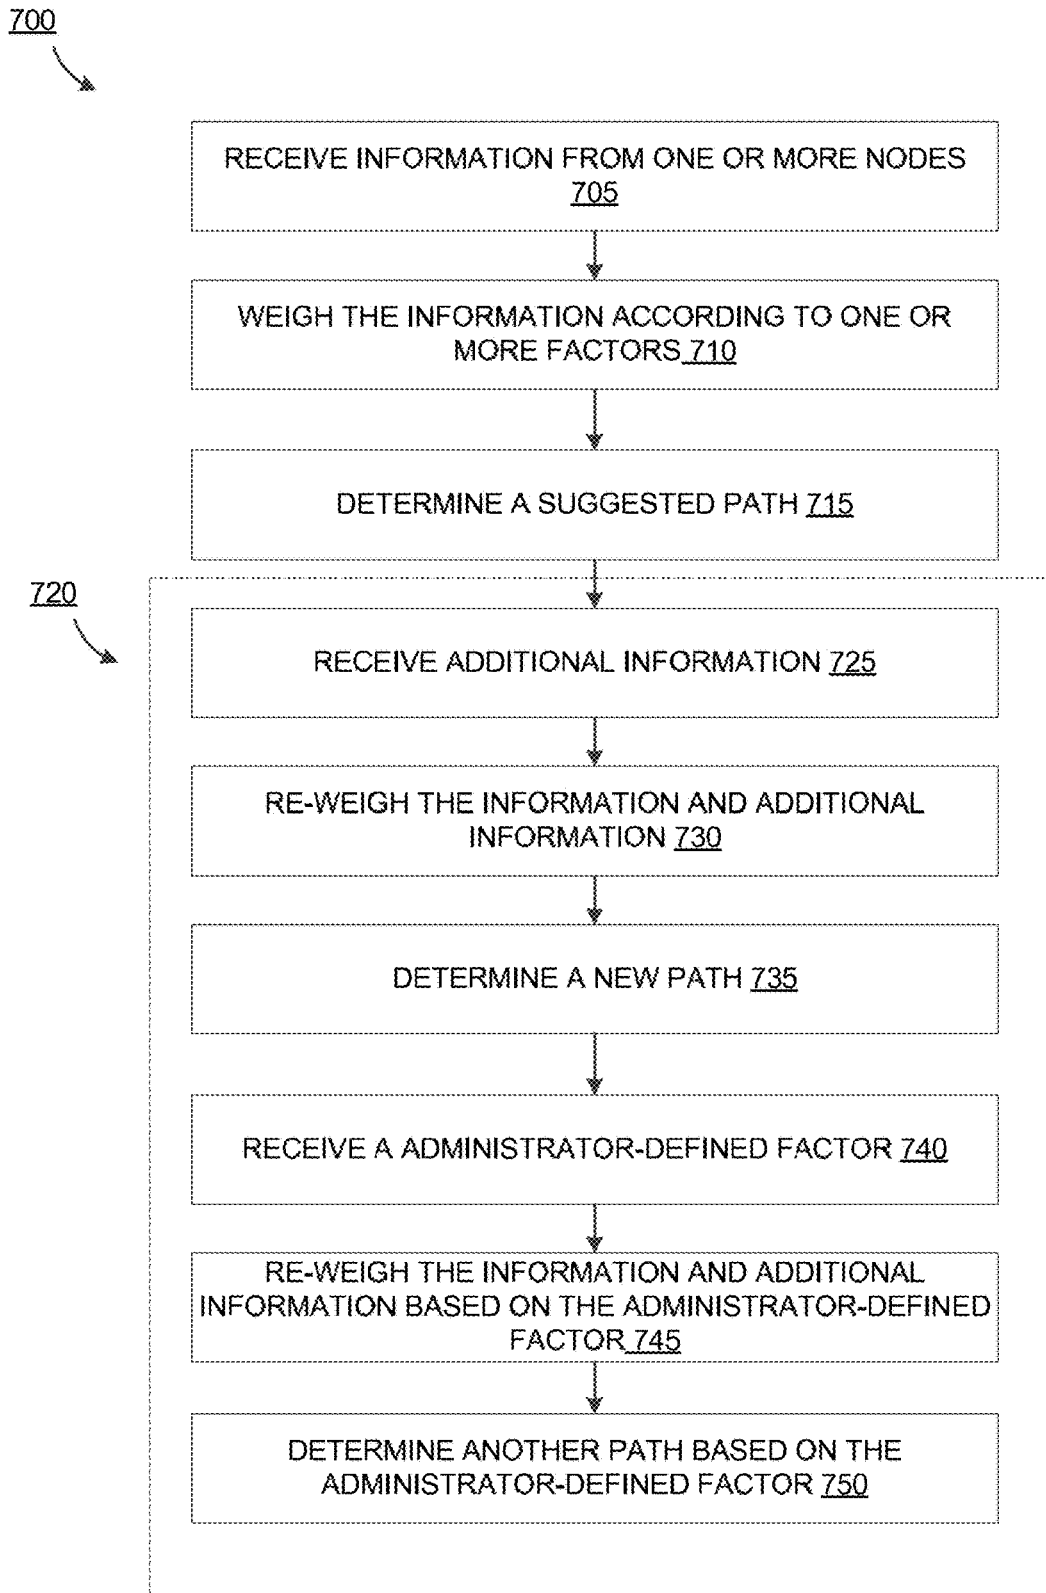 700
RECEIVE INFORMATION FROM ONE OR MORE NODES
705
WEIGH THE INFORMATION ACCORDING TO ONE OR
MORE FACTORS 710
DETERMINE A SUGGESTED PATH 715
720
RECEIVE ADDITIONAL INFORMATION 725
RE-WEIGH THE INFORMATION AND ADDITIONAL
INFORMATION 730
DETERMINE A NEW PATH 735
RECEIVE A ADMINISTRATOR-DEFINED FACTOR 740
RE-WEIGH THE INFORMATION AND ADDITIONAL
INFORMATION BASED ON THE ADMINISTRATOR-DEFINED
FACTOR 745
DETERMINE ANOTHER PATH BASED ON THE
ADMINISTRATOR-DEFINED FACTOR 750